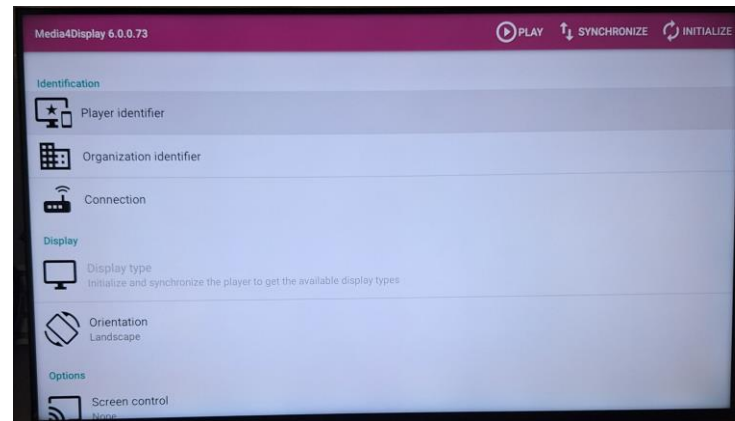 Media4Display 6.0.0.73
PLAY
SYNCHRONIZE
INITIALIZE
Identification
Player identifier
Organization identifier
Connection
Display
Display type
Initialize and synchronize the player to get the available display types
Orientation
Landscape
Options
Screen control
None